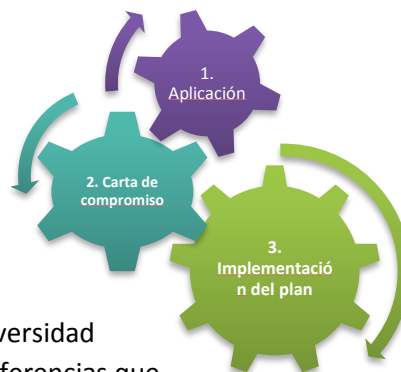 1.
Aplicación
2. Carta de
compromiso
3.
Implementació
n del plan
versidad
ferencias que